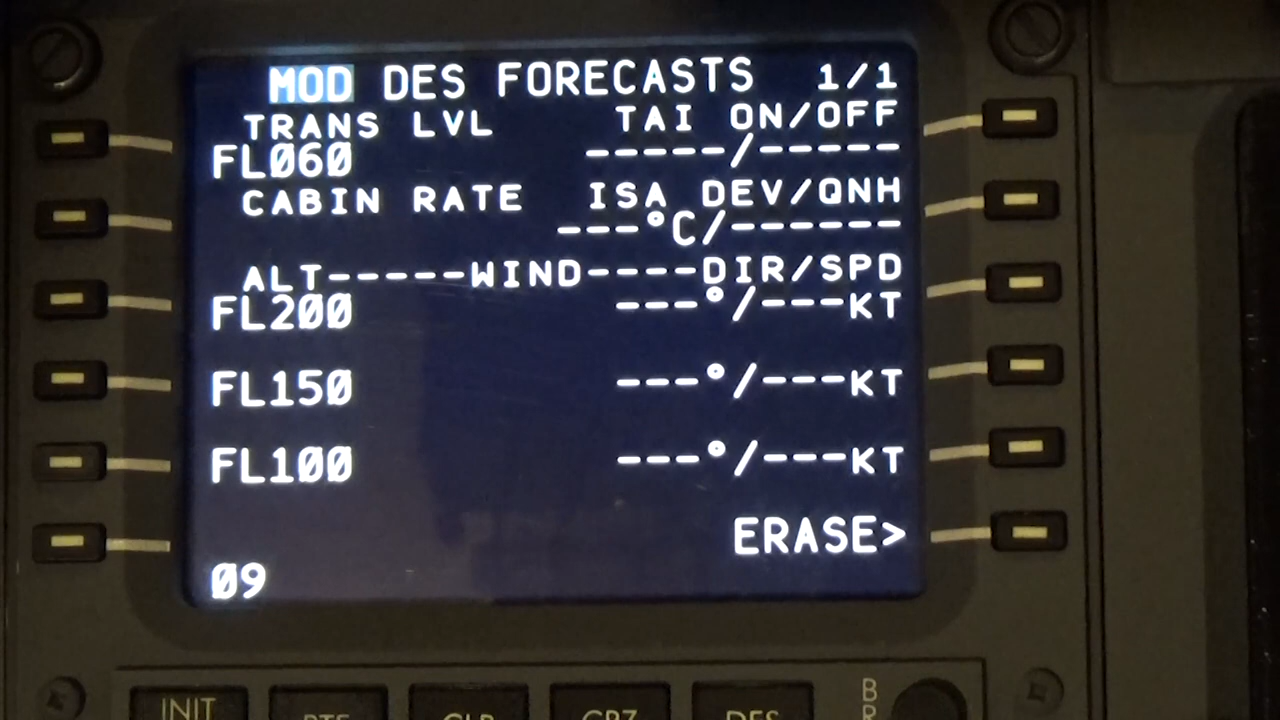 MOD DES FORECASTS 1/1
TRANS LVL TAI ON/OFF
FL060 -----/-----
CABIN RATE ISA DEV/QNH
---°C/------
ALT-----WIND----DIR/SPD
FL200 ---°/---KT
FL150 ---°/---KT
FL100 ---°/---KT
ERASE>
09
INIT
RTE CLB CRZ DES